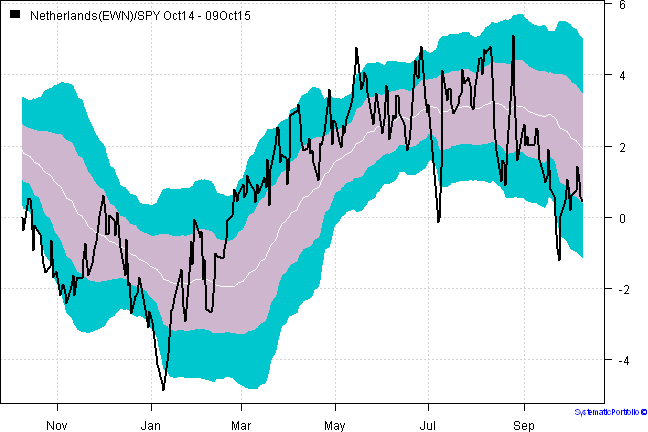 Netherlands(EWN)/SPY Oct14 - 09Oct15
6
4
2
0
-2
-4
Nov Jan Mar May Jul Sep
SystematicPortfolio ©